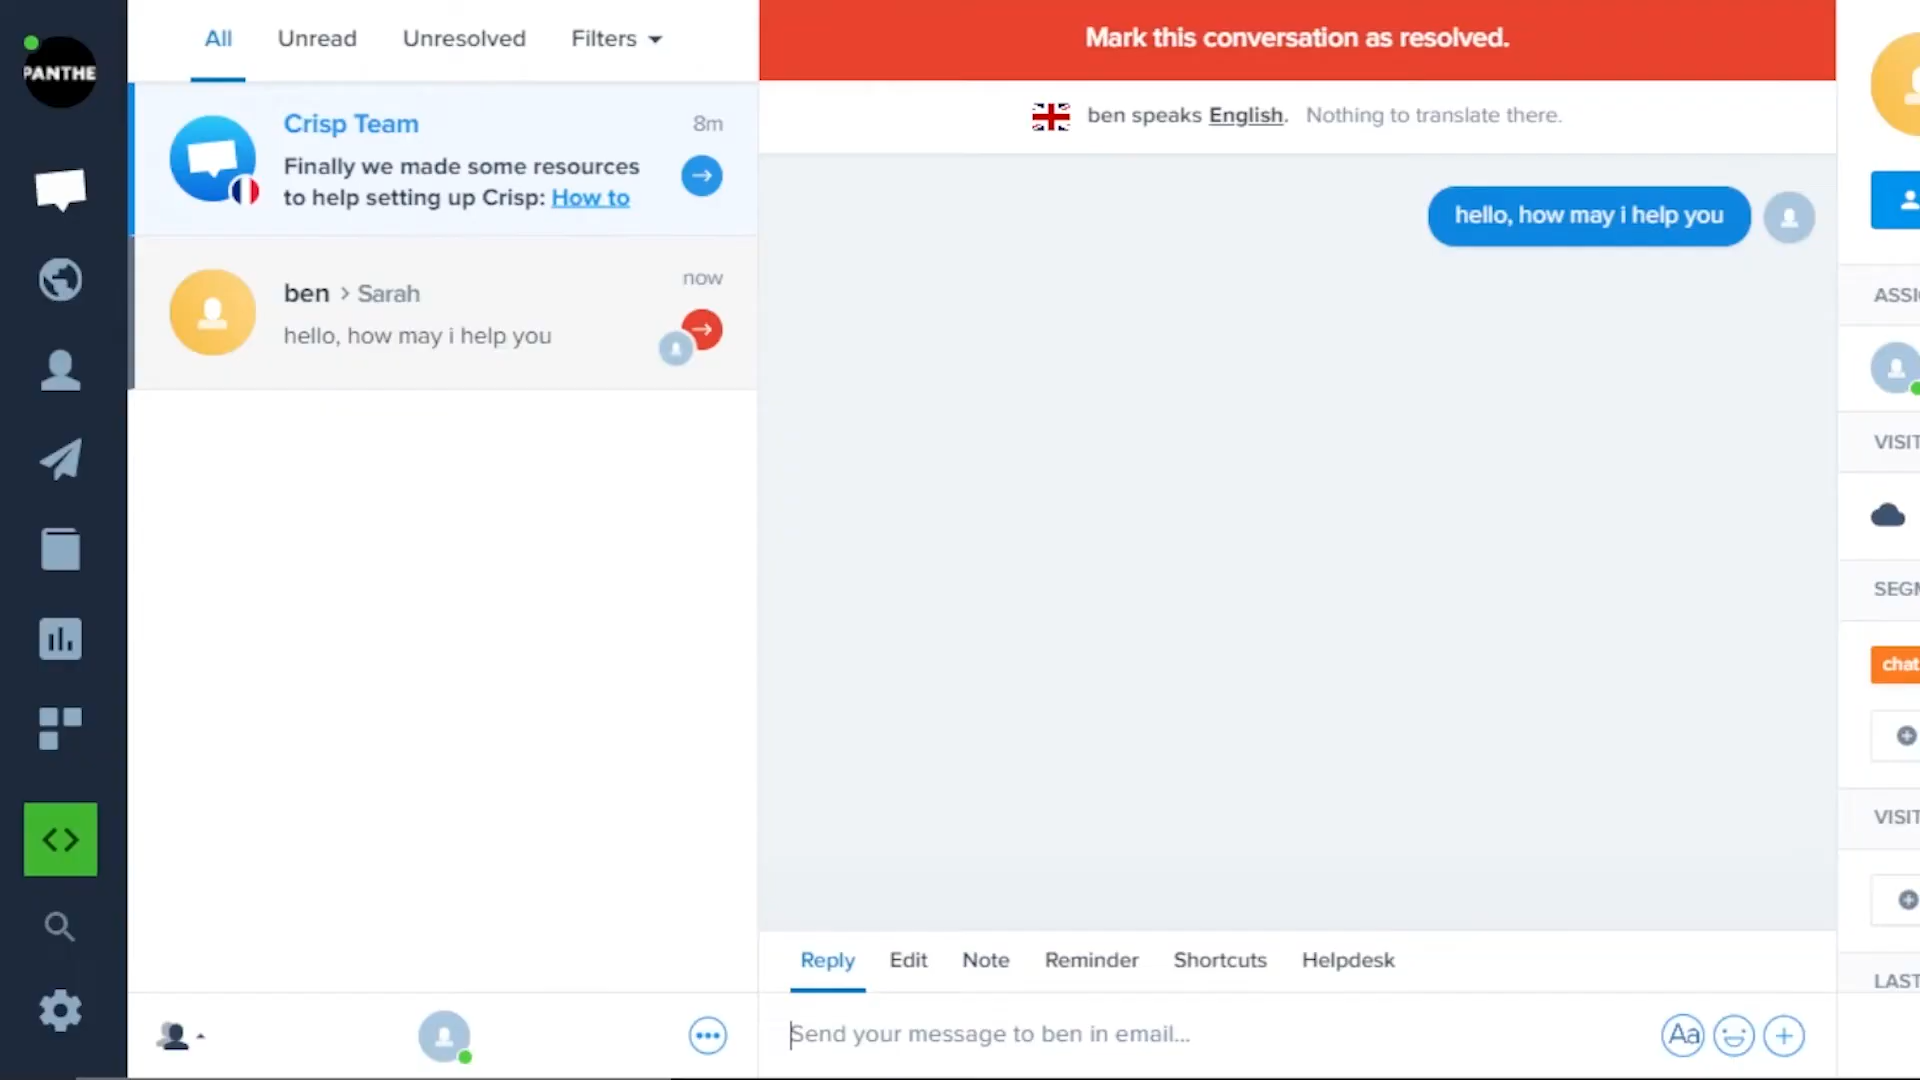 PANTHE
All Unread Unresolved Filters
Crisp Team 8m
Finally we made some resources
to help setting up Crisp: How to
ben > Sarah now
hello, how may i help you
Mark this conversation as resolved.
ben speaks English. Nothing to translate there.
hello, how may i help you
Reply Edit Note Reminder Shortcuts Helpdesk
Send your message to ben in email...
Aa
ASSI
VISIT
SEGM
chat
VISIT
LAST